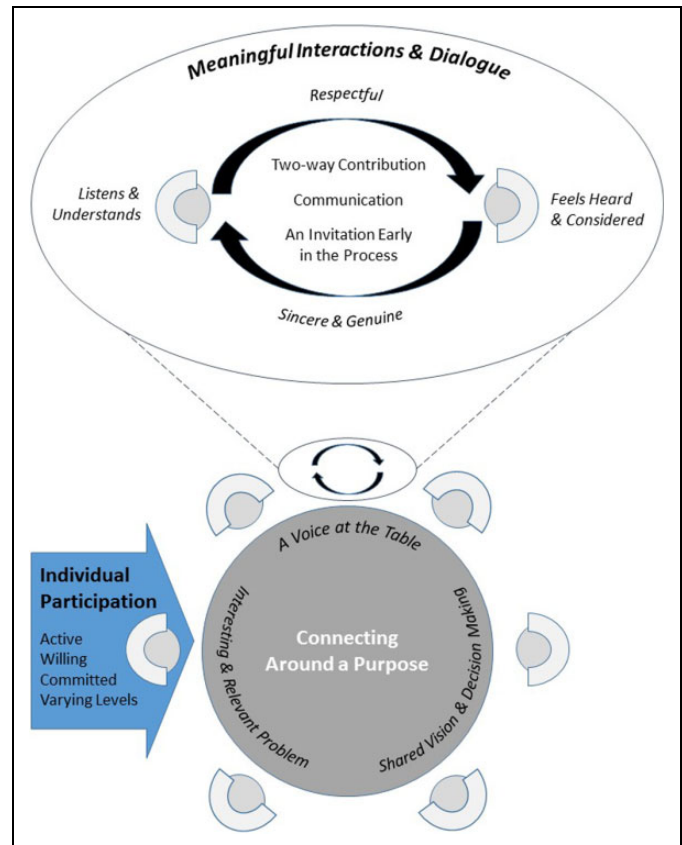 Meaningful Interactions & Dialogue
Respectful
Two-way Contribution
Communication
An Invitation Early
in the Process
Listens &
Understands
Feels Heard
& Considered
Sincere & Genuine
A Voice at the Table
Individual
Participation
Active
Willing
Committed
Varying Levels
Interesting & Relevant Problem
Connecting
Around a Purpose
Shared Vision & Decision Making